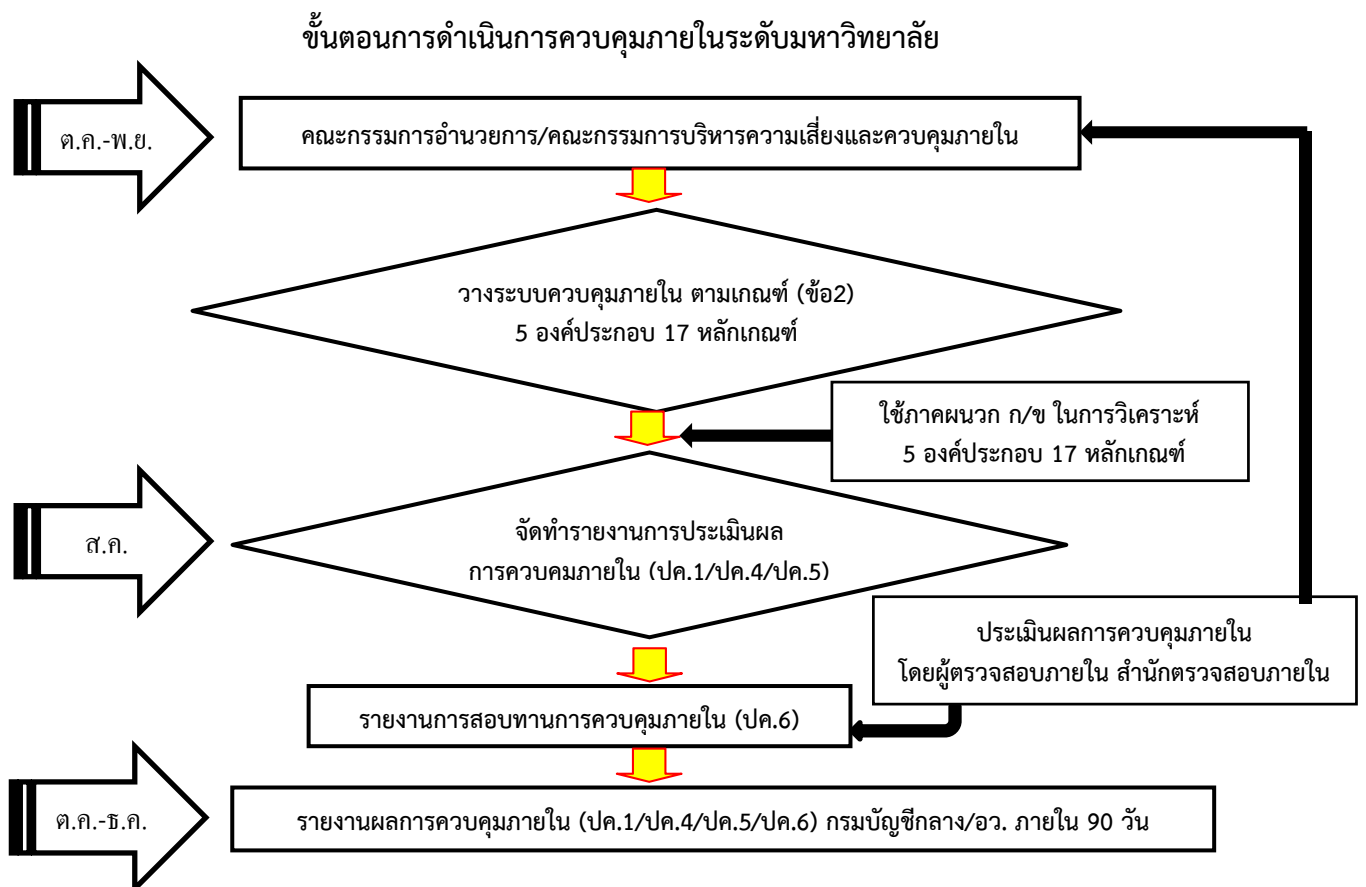 ขั้นตอนการดำเนินการควบคุมภายในระดับมหาวิทยาลัย
ต.ค.-พ.ย.
คณะกรรมการอำนวยการ/คณะกรรมการบริหารความเสี่ยงและควบคุมภายใน
วางระบบควบคุมภายใน ตามเกณฑ์ (ข้อ2)
5 องค์ประกอบ 17 หลักเกณฑ์
ใช้ภาคผนวก ก/ข ในการวิเคราะห์
5 องค์ประกอบ 17 หลักเกณฑ์
ส.ค.
จัดทำรายงานการประเมินผล
การควบคมภายใน (ปค.1/ปค.4/ปค.5)
ประเมินผลการควบคุมภายใน
โดยผู้ตรวจสอบภายใน สำนักตรวจสอบภายใน
รายงานการสอบทานการควบคุมภายใน (ปค.6)
ต.ค.-ธ.ค.
รายงานผลการควบคุมภายใน (ปค.1/ปค.4/ปค.5/ปค.6) กรมบัญชีกลาง/อว. ภายใน 90 วัน